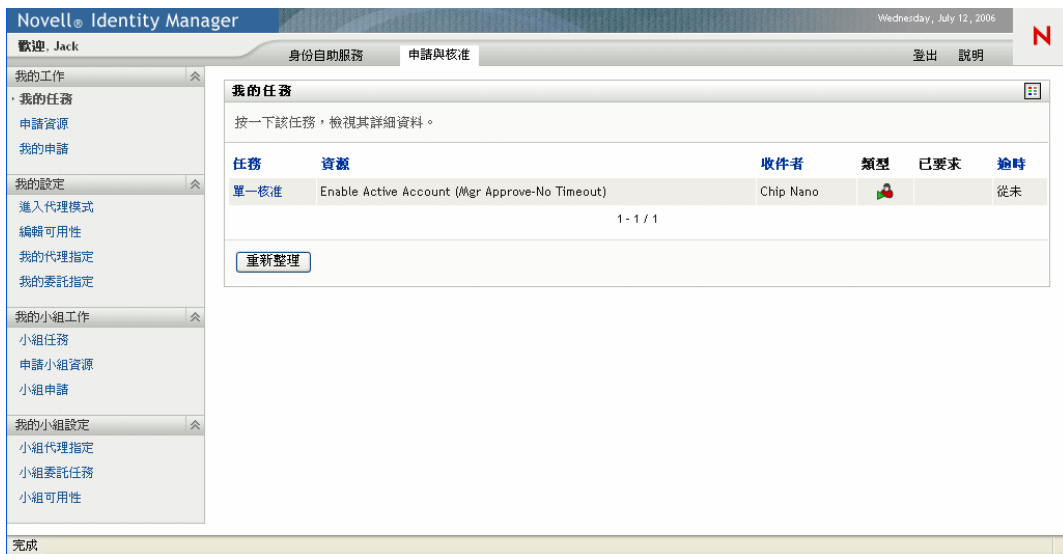 Novell® Identity Manager
Wednesday, July 12, 2006
N
歡迎, Jack
身份自助服務
申請與核准
登出
說明
我的工作
我的任務
申請資源
我的申請
我的設定
進入代理模式
編輯可用性
我的代理指定
我的委託指定
我的小組工作
小組任務
申請小組資源
小組申請
我的小組設定
小組代理指定
小組委託任務
小組可用性
我的任務
按一下該任務，檢視其詳細資料。
任務 資源 收件者 類型 已要求 逾時
單一核准 Enable Active Account (Mgr Approve-No Timeout) Chip Nano 從未
1 - 1 / 1
重新整理
完成